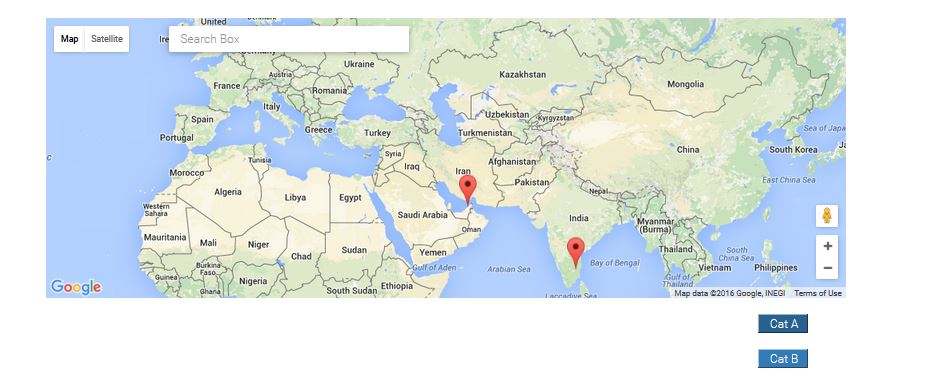 United
Map Satellite
Ire
Search Box
Ukraine
Kazakhstan
Austria
France
Romania
Mongolia
Italy
Uzbekistan
Kyrgyzstan
Spain
Greece
Turkey
Turkmenistan
Sea of Japa
Portugal
China
South Korea
Ja
Tunisia
Syria
Afghanistan
Morocco
Iraq
Iran
Pakistan
East China Sea
Algeria
Libya
Egypt
Nepal
Western
Sahara
Saudi Arabia
India
Myanmar
(Burma)
Oman
Mauritania
Mali
Niger
Chad
Sudan
Yemen
Thailand
South
China Sea
Burkina
Faso
Gulf of Aden
Arabian Sea
Bay of Bengal
Vietnam
Philippines
Guinea
Nigeria
Ethiopia
Gulf of
Thailand
Ghana
South Sudan
Laccadive Sea
Google
Map data ©2016 Google, INEGI Terms of Use
Cat A
Cat B